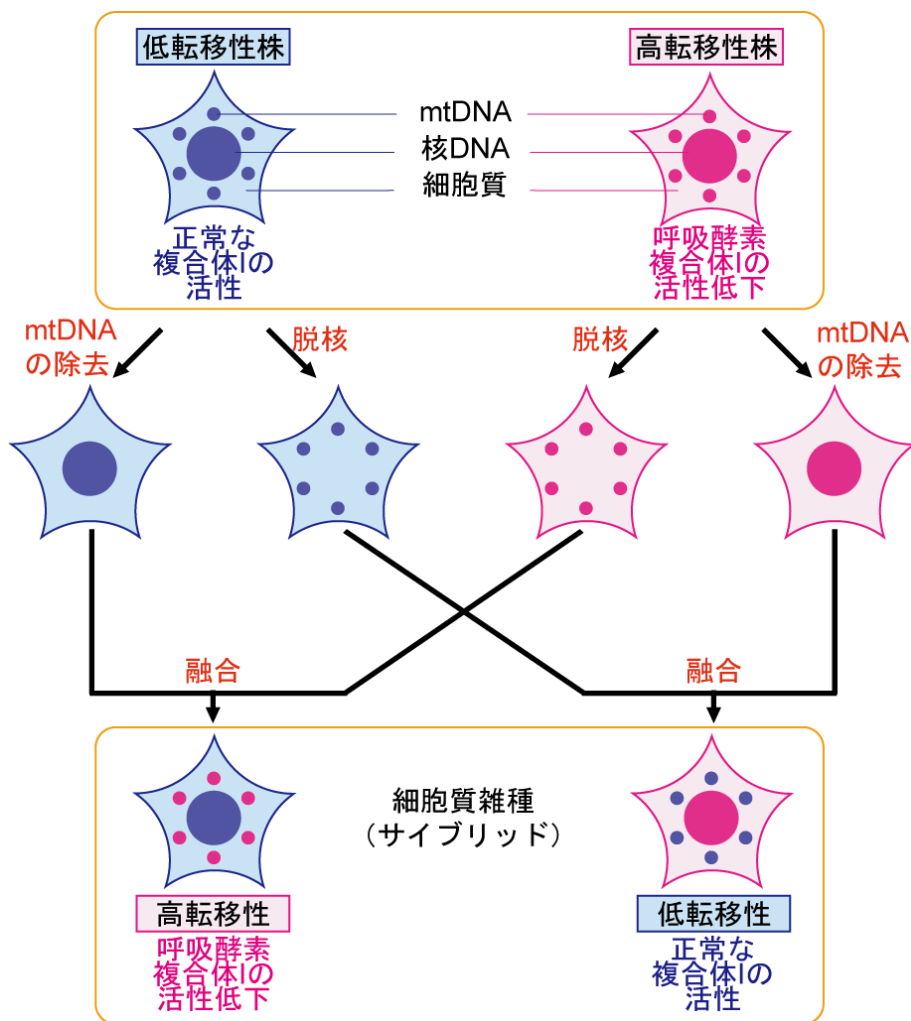 低転移性株
高転移性株
mtDNA
核DNA
細胞質
正常な
複合体Iの
活性
呼吸酵素
複合体Iの
活性低下
mtDNA
の除去
脱核
脱核
mtDNA
の除去
融合
融合
細胞質雑種
（サイブリッド）
高転移性
呼吸酵素
複合体Iの
活性低下
低転移性
正常な
複合体Iの
活性